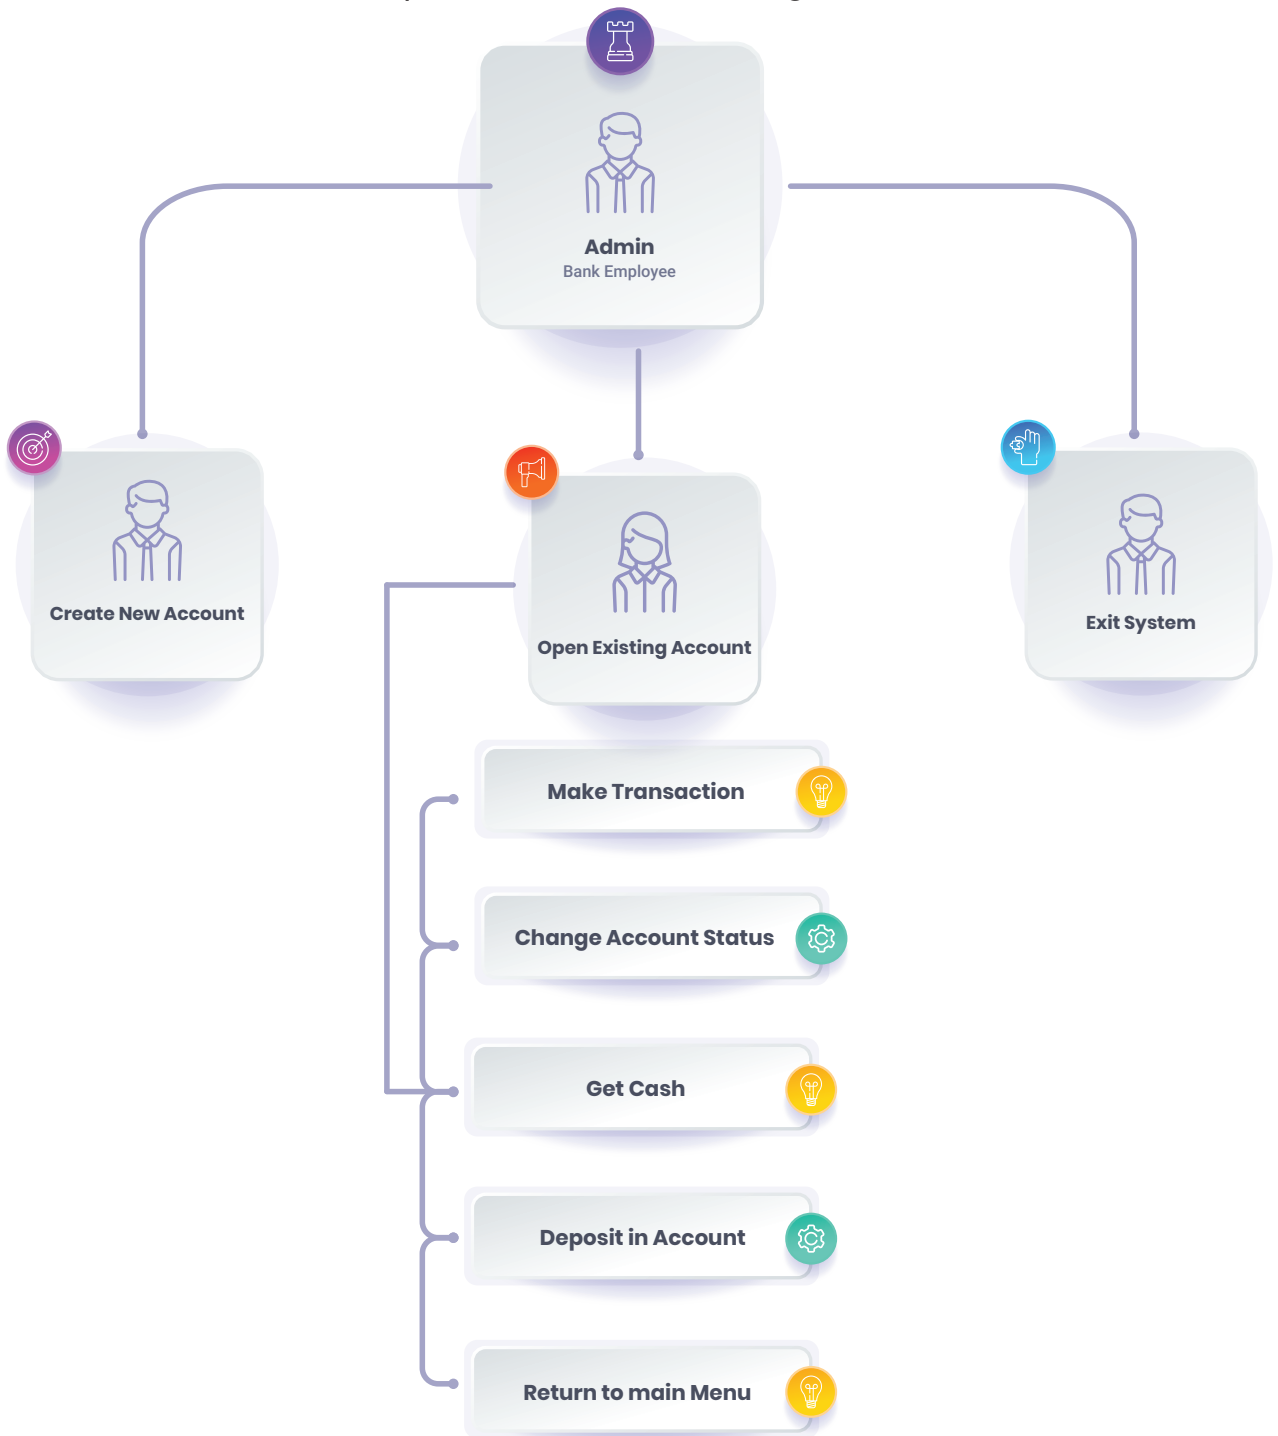 Admin
Bank Employee
Create New Account
Open Existing Account
Exit System
Make Transaction
Change Account Status
Get Cash
Deposit in Account
Return to main Menu